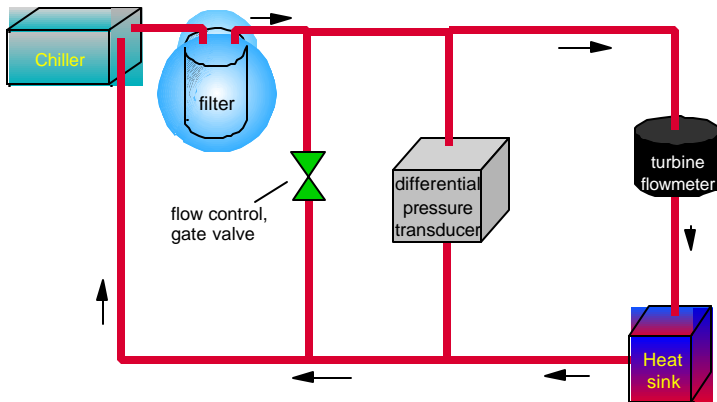 Chiller
filter
flow control,
gate valve
differential
pressure
transducer
turbine
flowmeter
Heat
sink